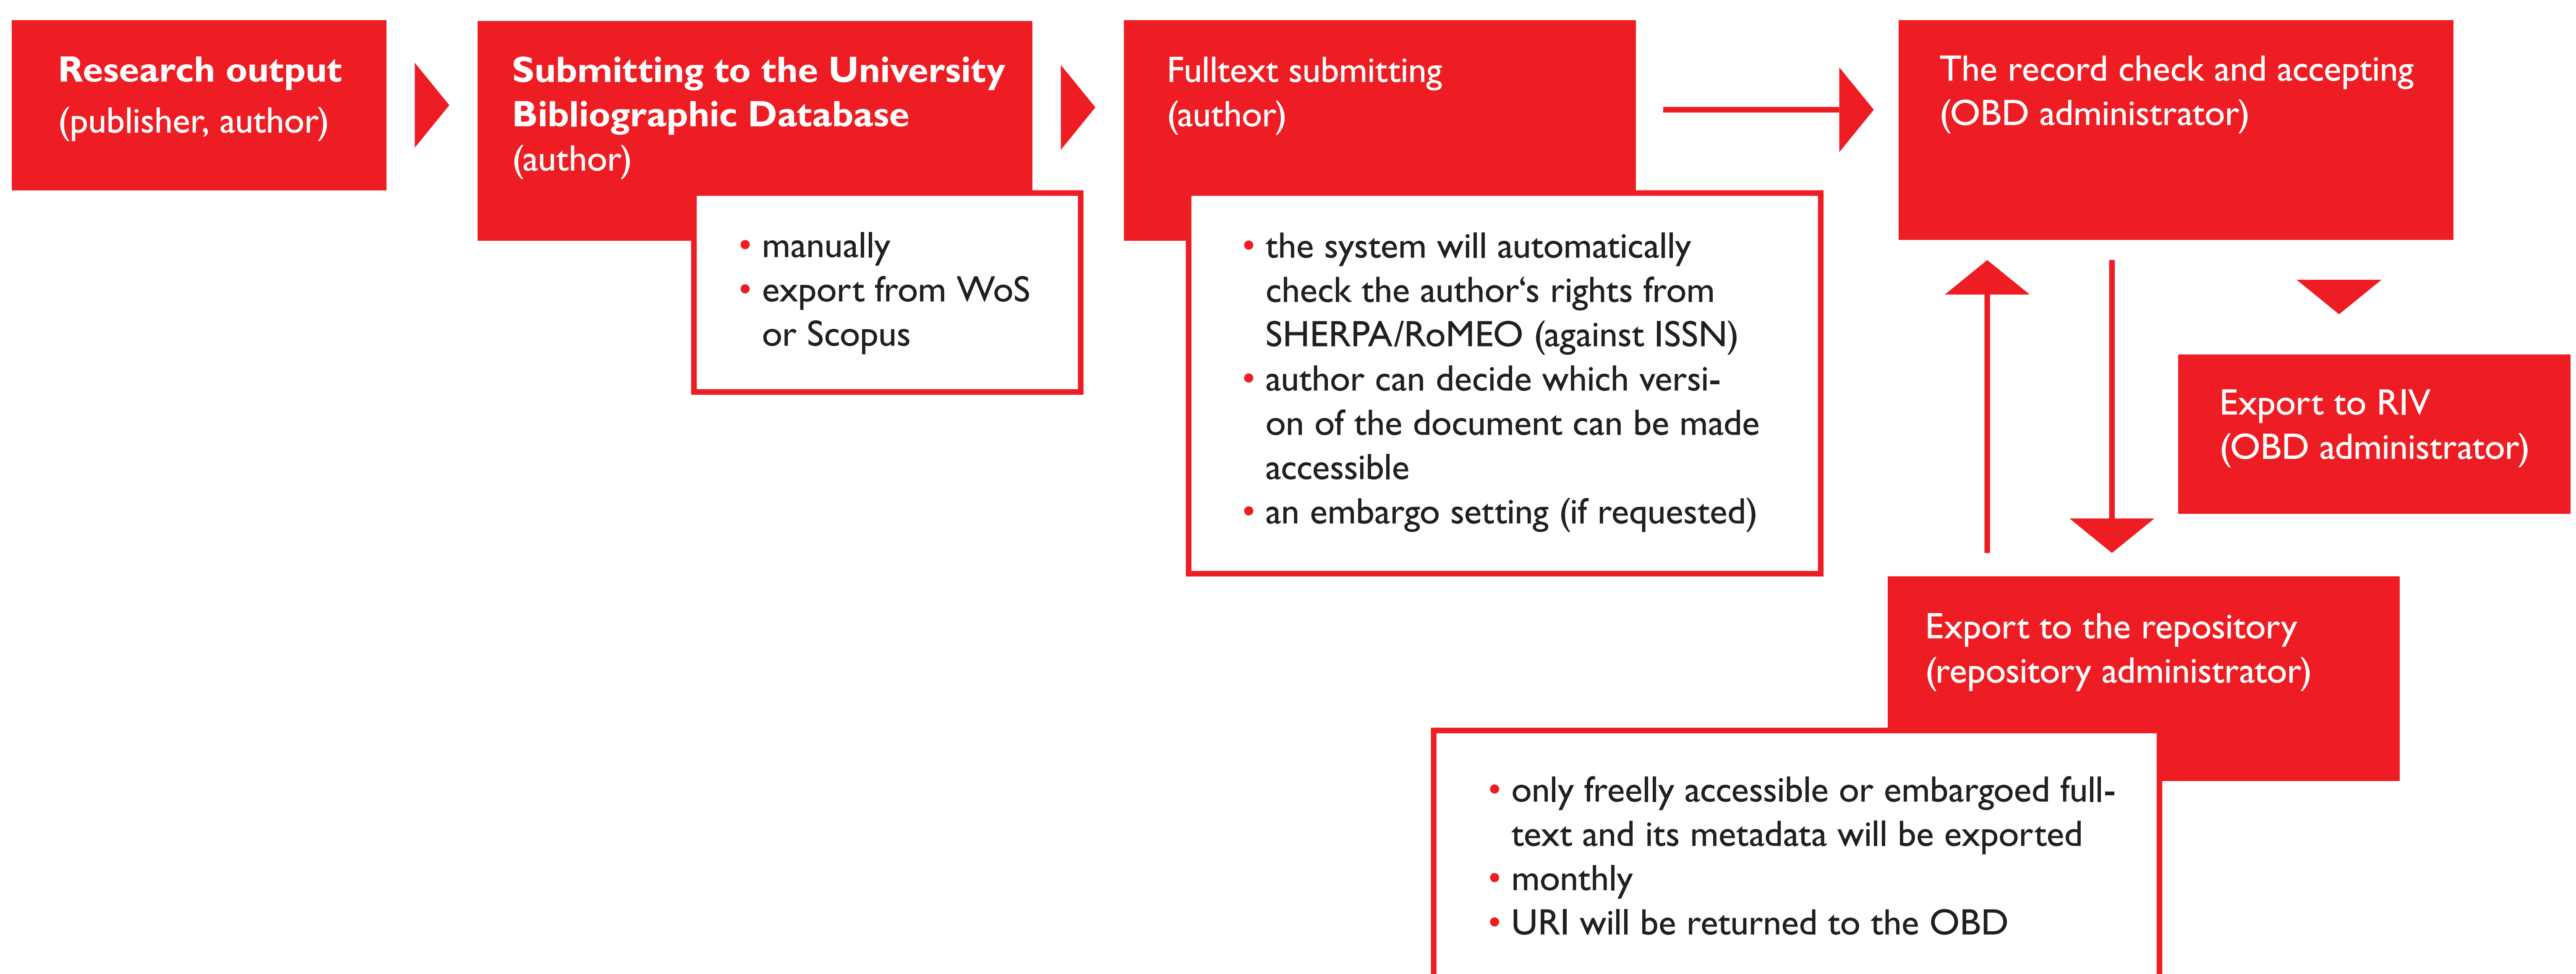 Research output
(publisher, author)
Submitting to the University
Bibliographic Database
(author)
• manually
• export from WoS
or Scopus
Fulltext submitting
(author)
• the system will automatically
check the author‘s rights from
SHERPA/RoMEO (against ISSN)
• author can decide which versi-
on of the document can be made
accessible
• an embargo setting (if requested)
The record check and accepting
(OBD administrator)
Export to RIV
(OBD administrator)
Export to the repository
(repository administrator)
• only freelly accessible or embargoed full-
text and its metadata will be exported
• monthly
• URI will be returned to the OBD